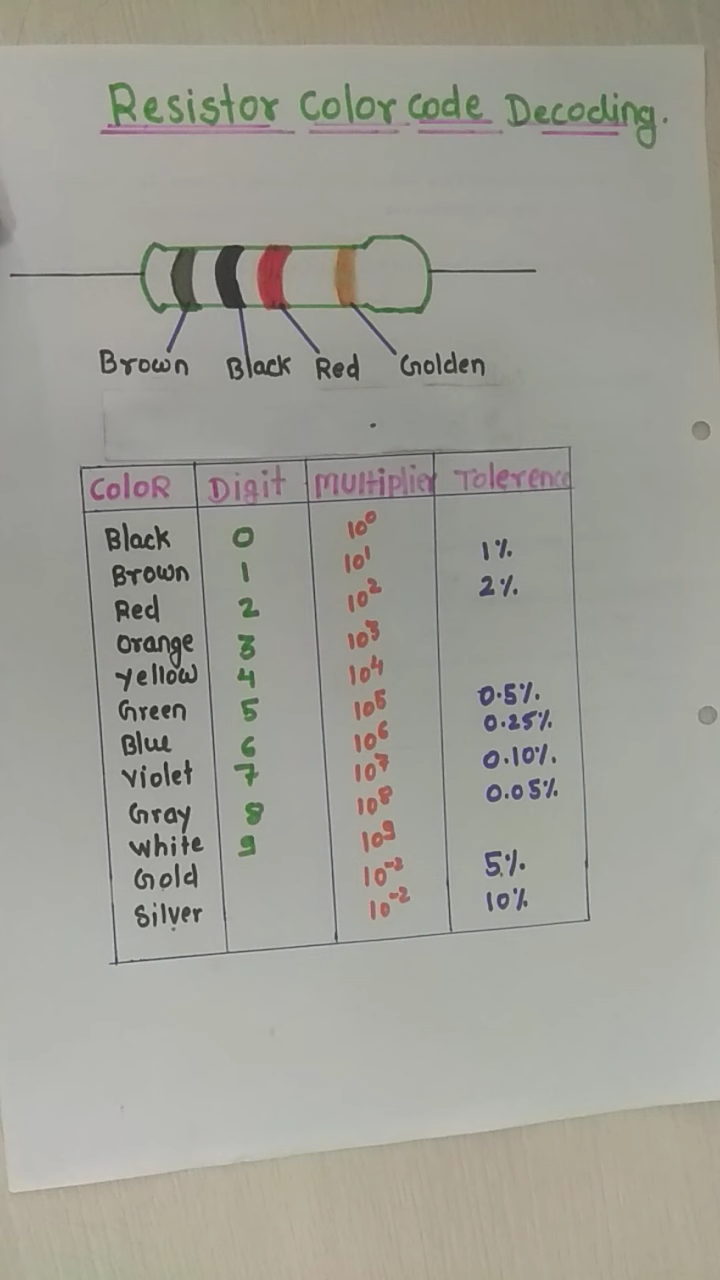 Resistor Color code Decoding.
Brown Black Red Golden
Color Digit Multiplier Tolerence
Black 0 10⁰
Brown 1 10¹ 1%
Red 2 10² 2%
Orange 3 10³
Yellow 4 10⁴
Green 5 10⁵ 0.5%
Blue 6 10⁶ 0.25%
Violet 7 10⁷ 0.10%
Gray 8 10⁸ 0.05%
White 9 10⁹
Gold 10⁻² 5%
Silver 10⁻² 10%